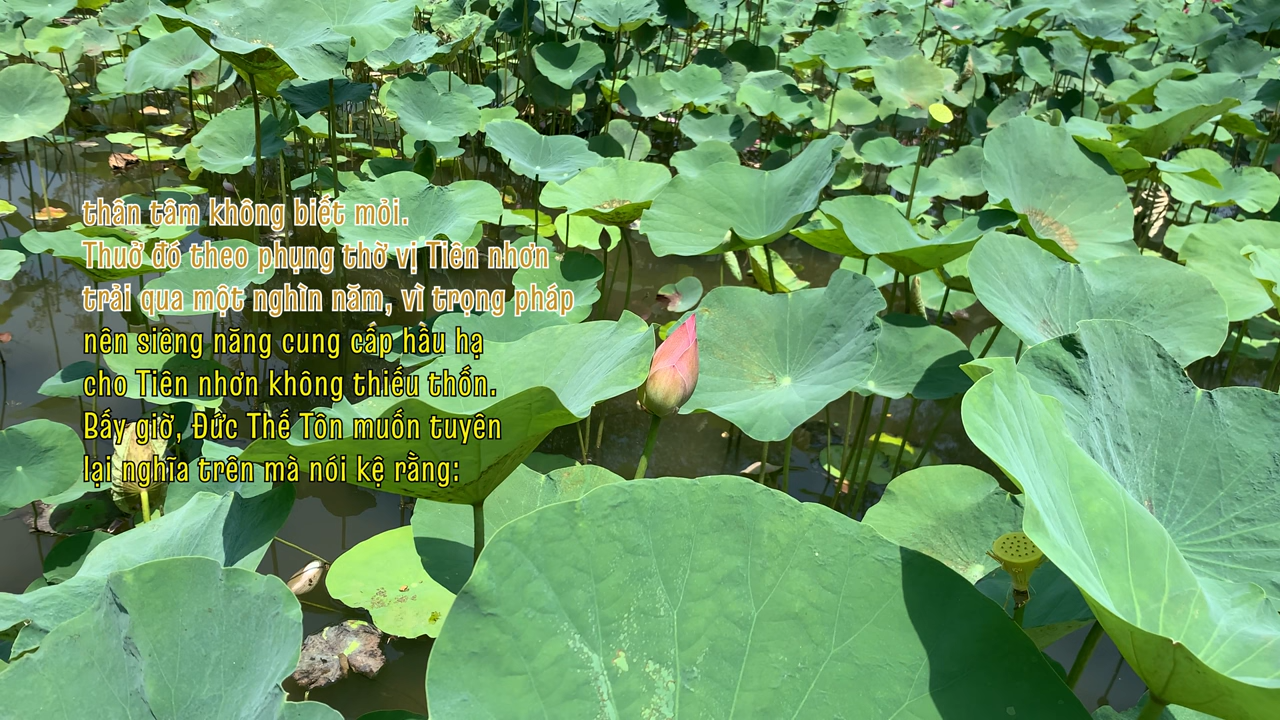 thân tâm không biết mỏi.
Thuở đó theo phụng thờ vị Tiên nhơn
trải qua một nghìn năm, vì trọng pháp
nên siêng năng cung cấp hầu hạ
cho Tiên nhơn không thiếu thốn.
Bấy giờ, Đức Thế Tôn muốn tuyên
lại nghĩa trên mà nói kệ rằng: